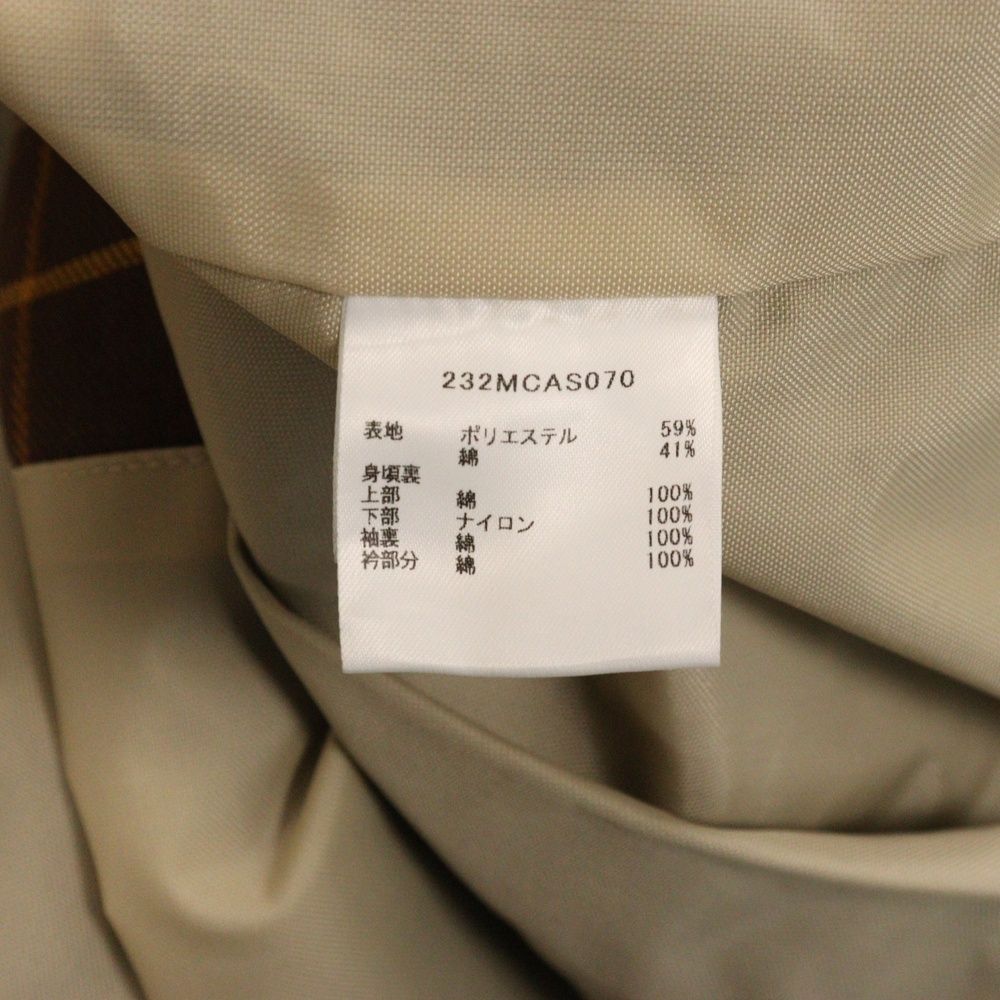 232MCAS070
表地 ポリエステル 59%
綿 41%
身頃裏
上部 綿 100%
下部 ナイロン 100%
袖裏 綿 100%
衿部分 綿 100%